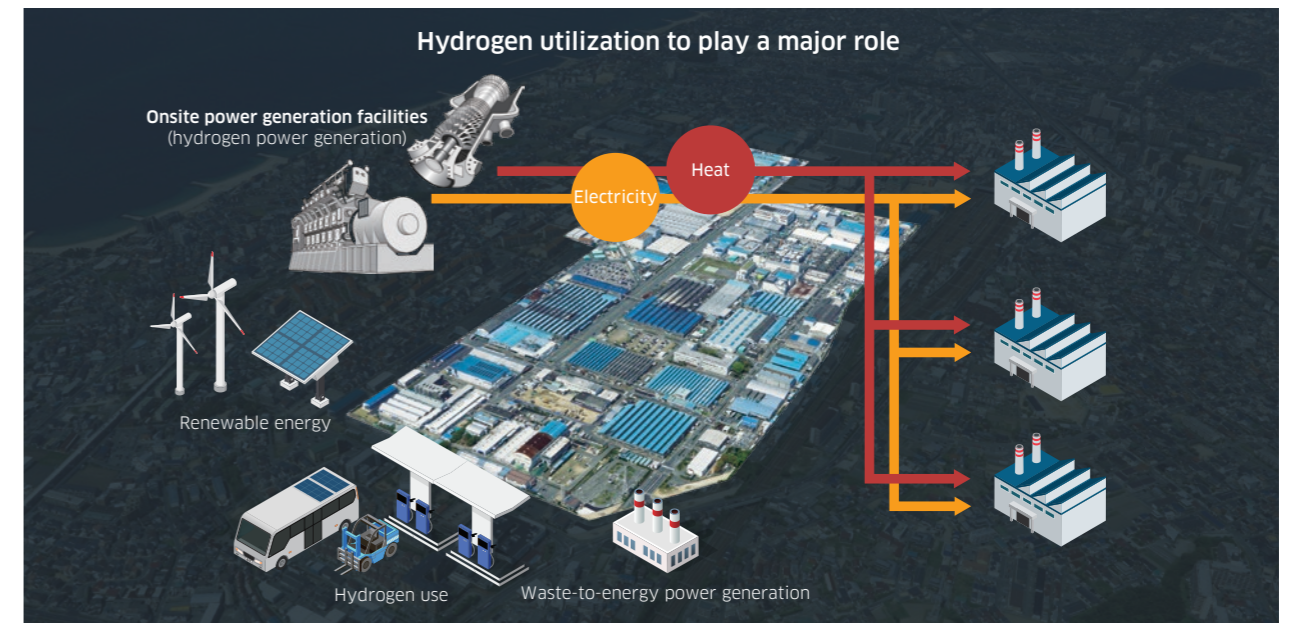 Hydrogen utilization to play a major role
Onsite power generation facilities
(hydrogen power generation)
Heat
Electricity
Renewable energy
Hydrogen use
Waste-to-energy power generation